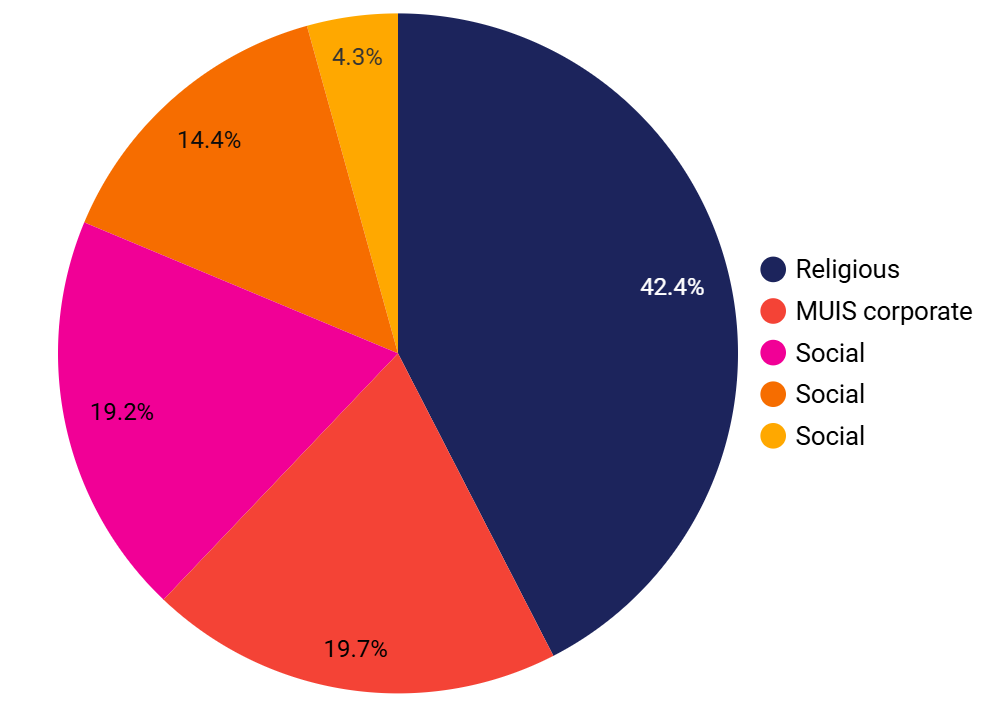 4.3%
14.4%
42.4%
19.2%
19.7%
Religious
MUIS corporate
Social
Social
Social